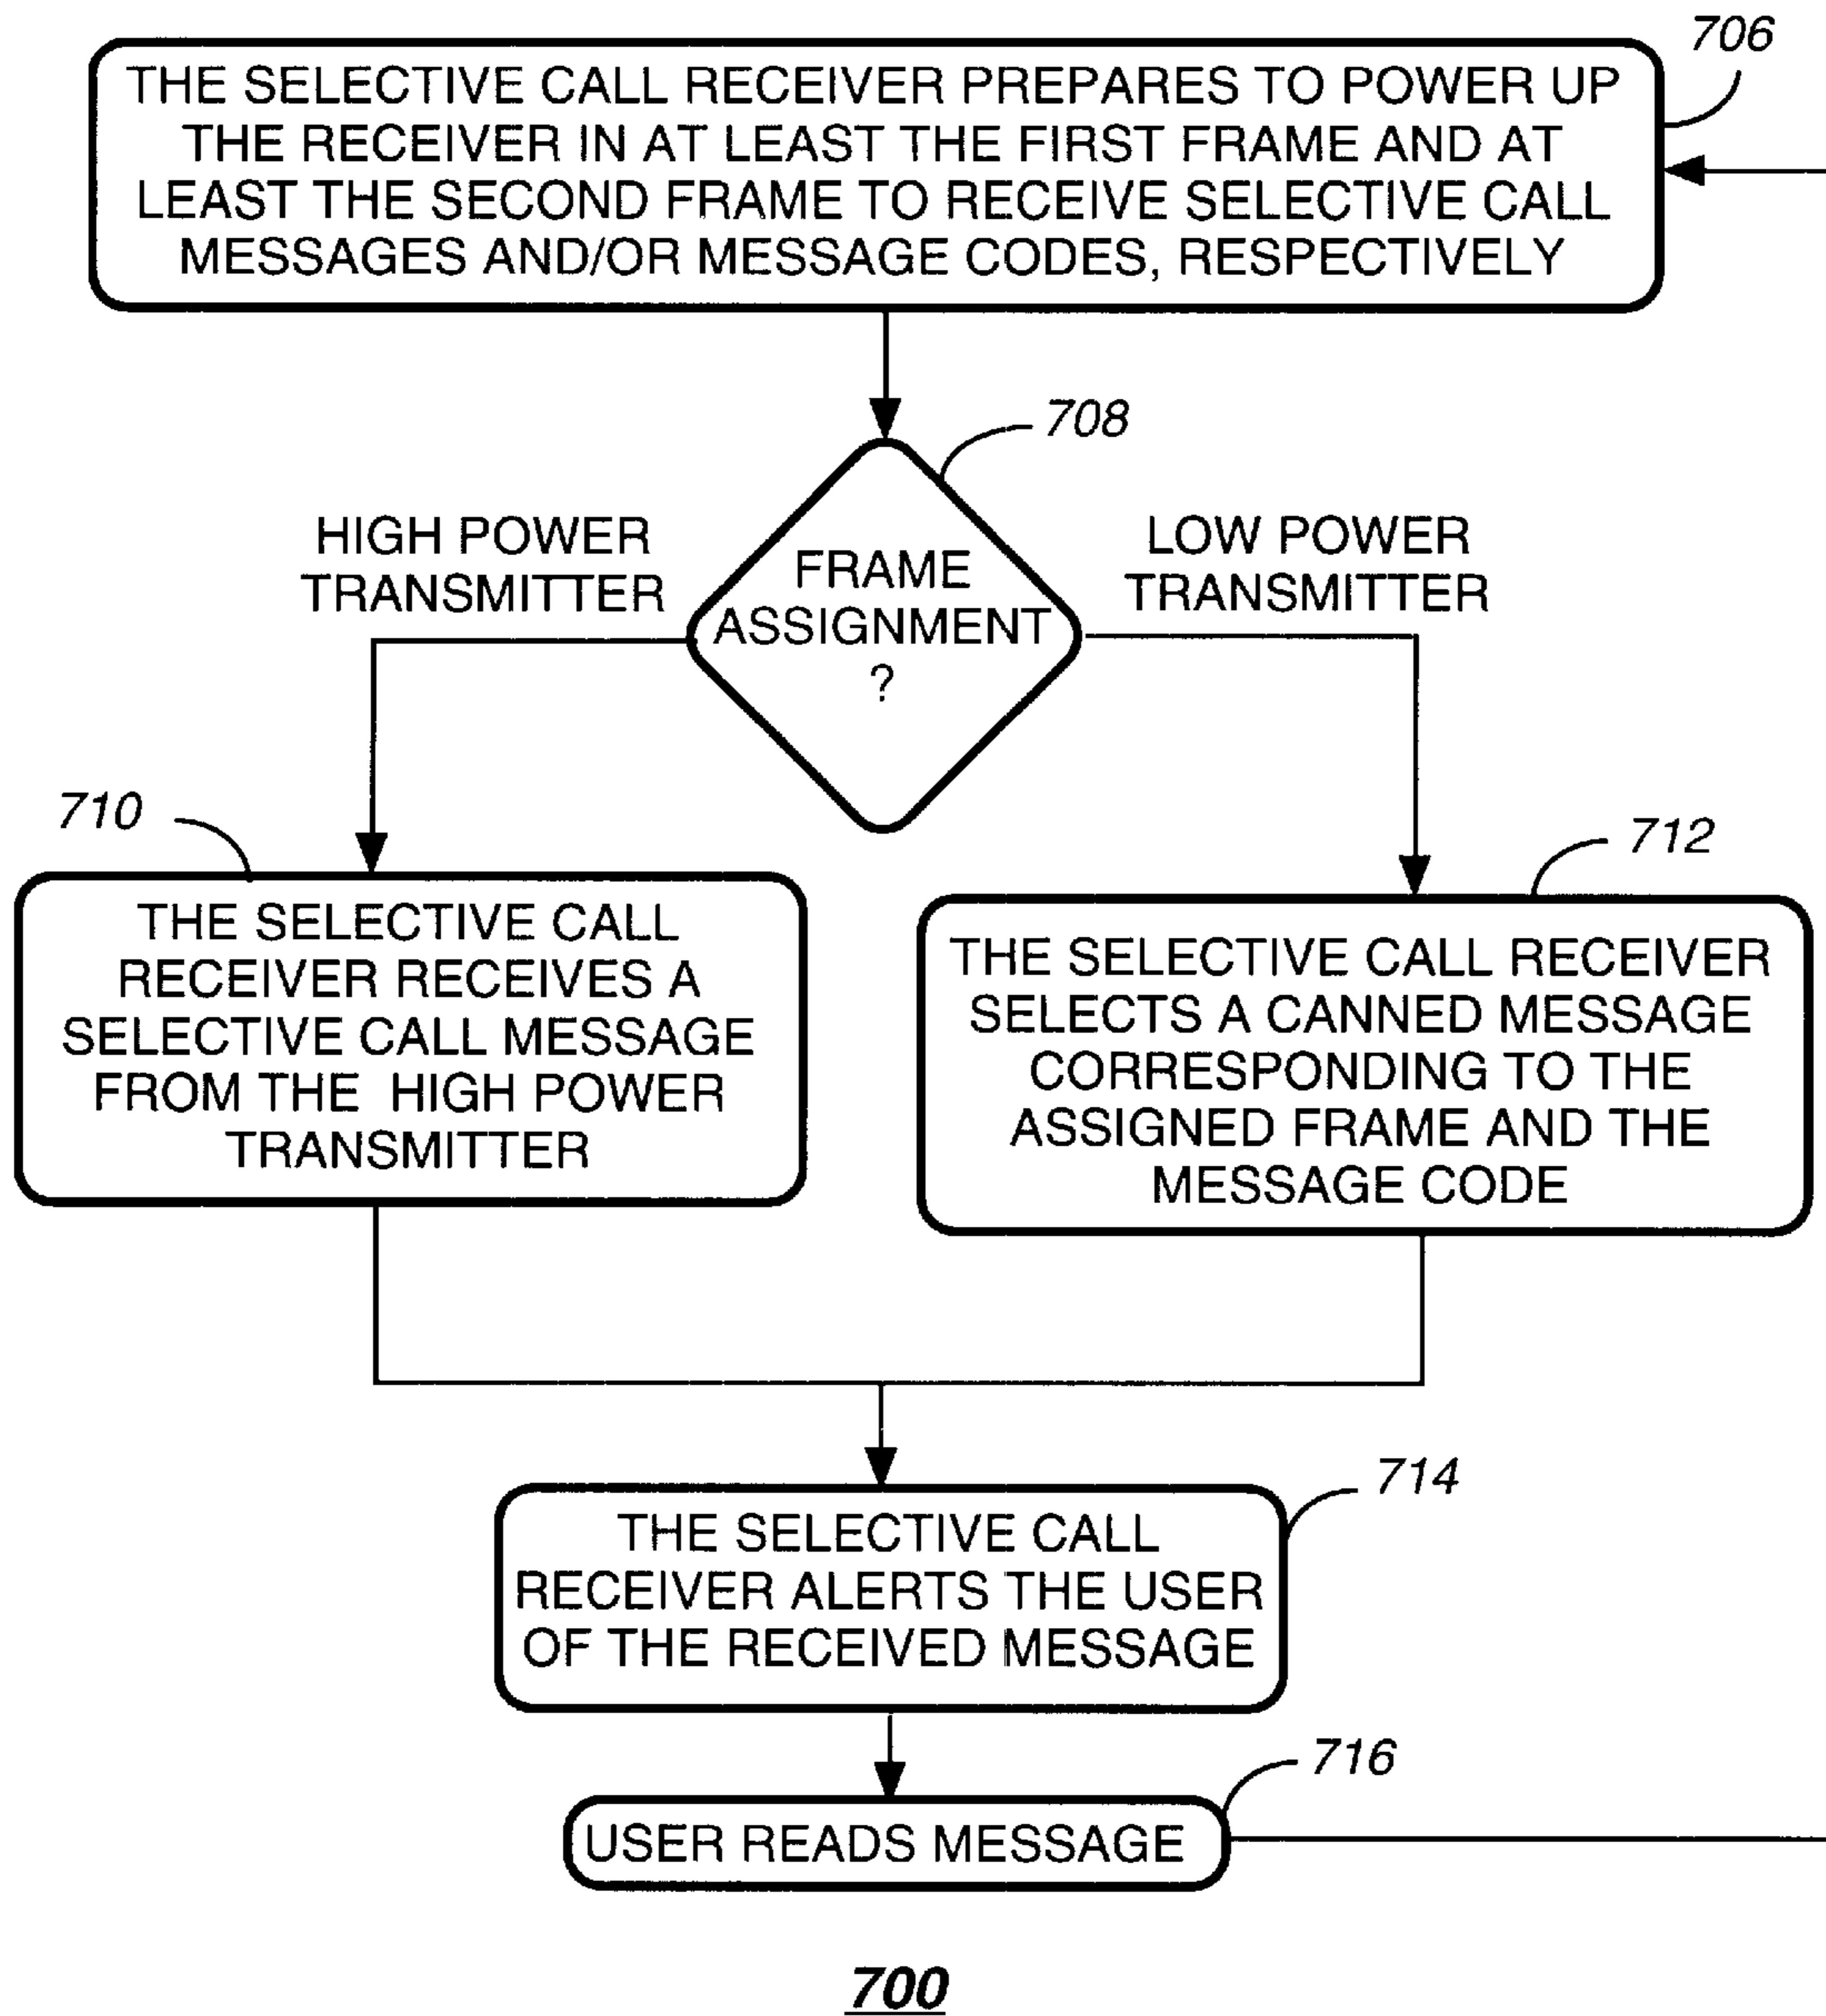 706
THE SELECTIVE CALL RECEIVER PREPARES TO POWER UP
THE RECEIVER IN AT LEAST THE FIRST FRAME AND AT
LEAST THE SECOND FRAME TO RECEIVE SELECTIVE CALL
MESSAGES AND/OR MESSAGE CODES, RESPECTIVELY
708
HIGH POWER
TRANSMITTER
FRAME
ASSIGNMENT
?
LOW POWER
TRANSMITTER
710
THE SELECTIVE CALL
RECEIVER RECEIVES A
SELECTIVE CALL MESSAGE
FROM THE HIGH POWER
TRANSMITTER
712
THE SELECTIVE CALL RECEIVER
SELECTS A CANNED MESSAGE
CORRESPONDING TO THE
ASSIGNED FRAME AND THE
MESSAGE CODE
714
THE SELECTIVE CALL
RECEIVER ALERTS THE USER
OF THE RECEIVED MESSAGE
716
USER READS MESSAGE
700